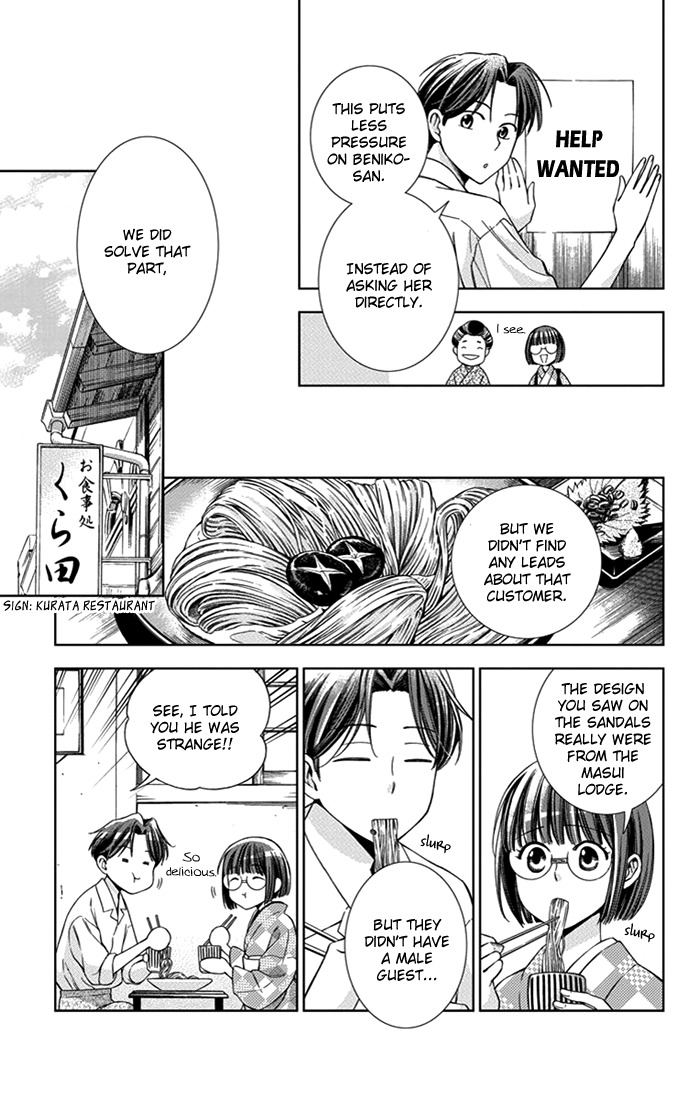 THIS PUTS
LESS
PRESSURE
ON BENIKO-
SAN.
HELP
WANTED
INSTEAD OF
ASKING HER
DIRECTLY.
I see.
WE DID
SOLVE THAT
PART,
お食事処
くら田
SIGN: KURATA RESTAURANT
BUT WE
DIDN'T FIND
ANY LEADS
ABOUT THAT
CUSTOMER.
THE DESIGN
YOU SAW ON
THE SANDALS
REALLY WERE
FROM THE
MASUI
LODGE.
slurp
slurp
BUT THEY
DIDN'T HAVE
A MALE
GUEST...
SEE, I TOLD
YOU HE WAS
STRANGE!!
So
delicious.